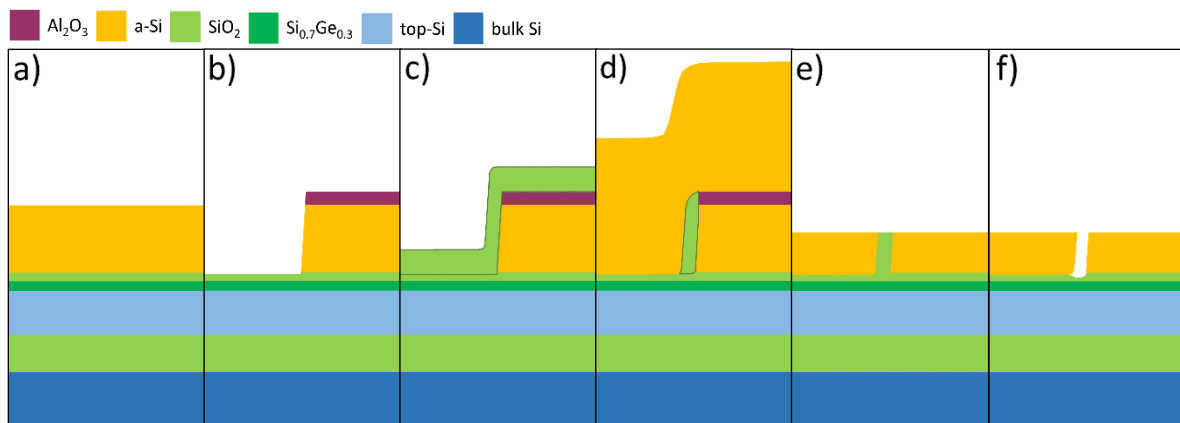 Al₂O₃ a-Si SiO₂ Si₀.₇Ge₀.₃ top-Si bulk Si
a) b) c) d) e) f)